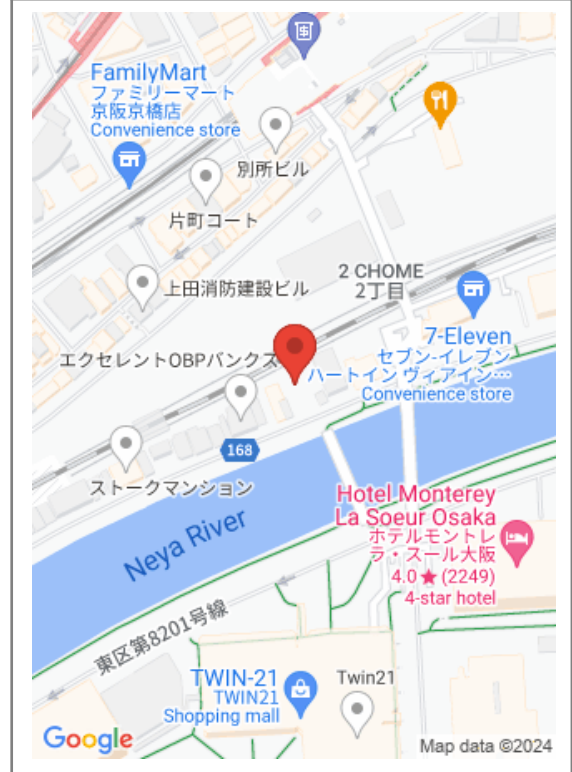 FamilyMart
ファミリーマート
京阪京橋店
Convenience store
別所ビル
片町コート
2 CHOME
2丁目
上田消防建設ビル
7-Eleven
セブン-イレブン
ハートイン ヴィアイン…
Convenience store
エクセレントOBPバンクス
168
ストークマンション
Neya River
Hotel Monterey
La Soeur Osaka
ホテルモントレ
ラ・スール大阪
4.0★(2249)
4-star hotel
東区第8201号線
TWIN-21
TWIN21
Shopping mall
Twin21
Google
Map data ©2024